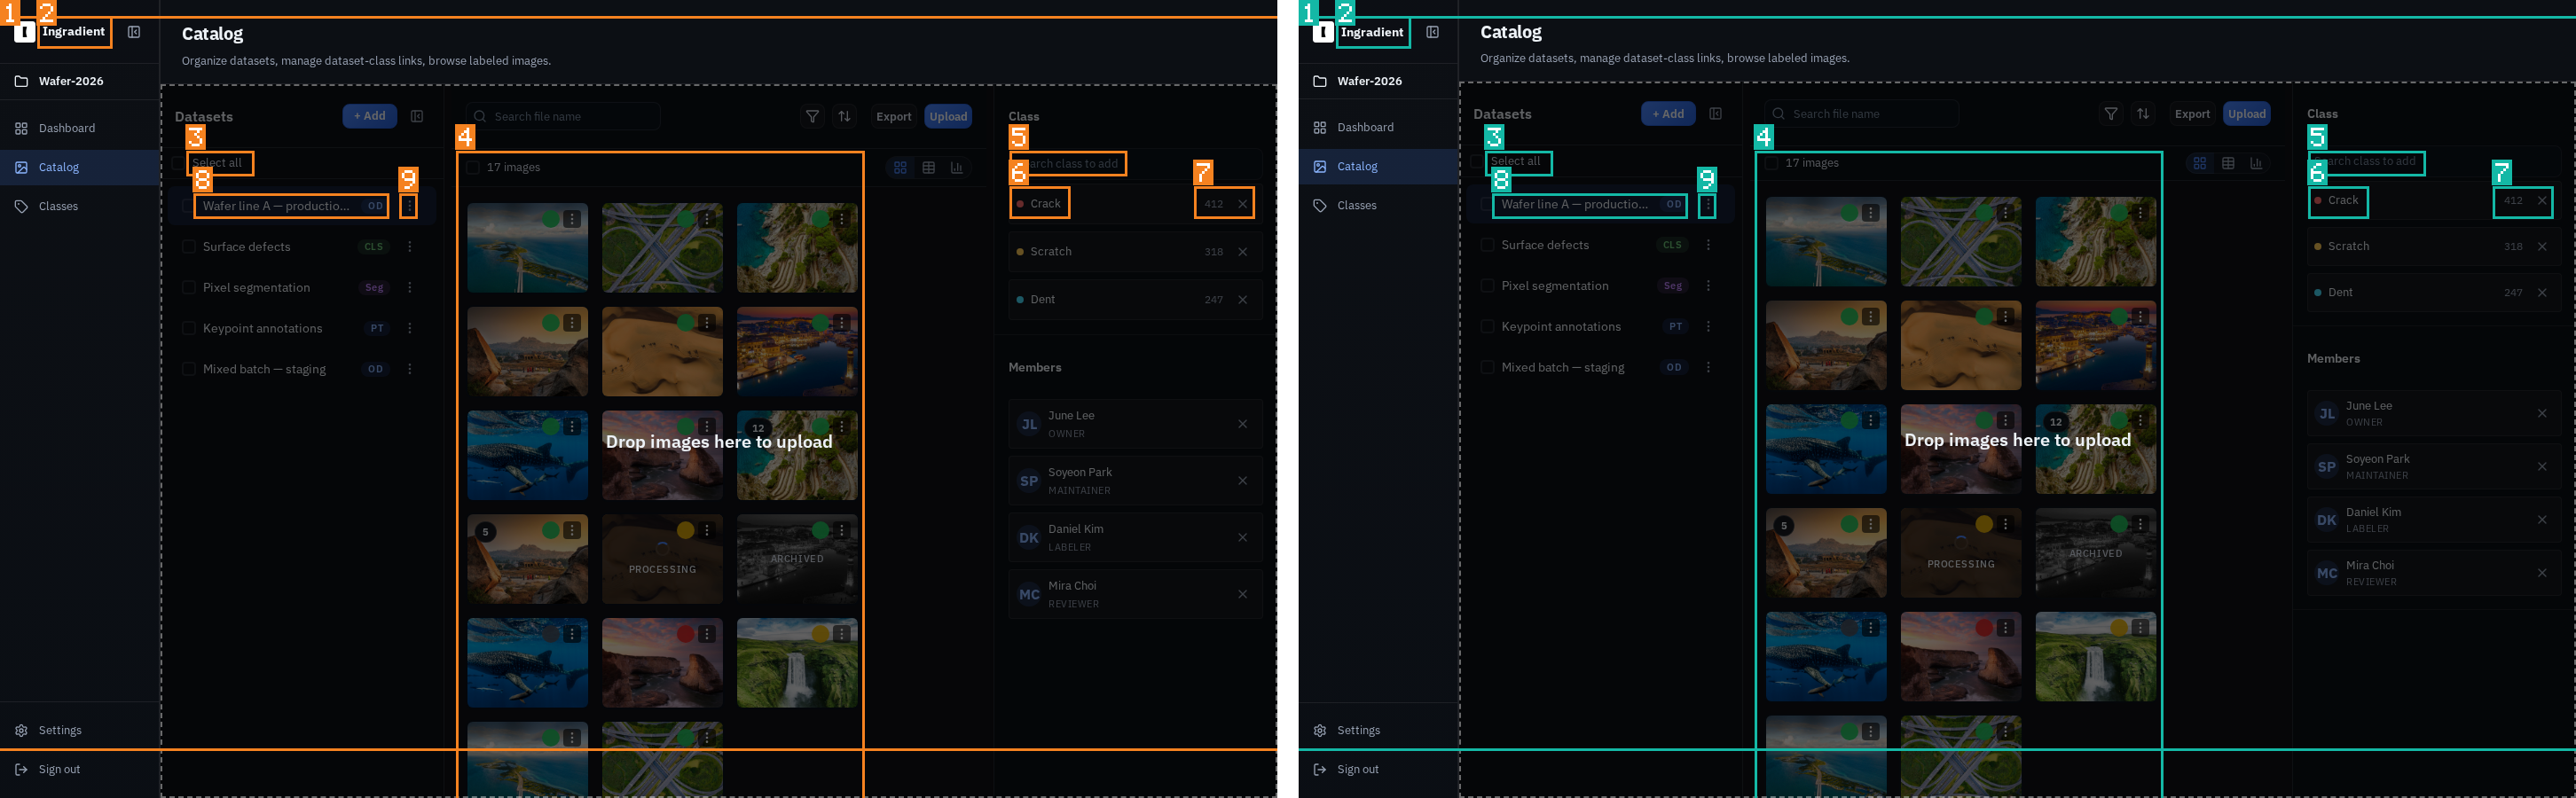 1 2
Ingradient
Wafer-2026
Dashboard
Catalog
Classes
Settings
Sign out
Catalog
Organize datasets, manage dataset-class links, browse labeled images.
Datasets
+ Add
3
Select all
8 9
Wafer line A — productio... OD
Surface defects CLS
Pixel segmentation Seg
Keypoint annotations PT
Mixed batch — staging OD
Search file name
Export
Upload
4
17 images
12
Drop images here to upload
5
PROCESSING
ARCHIVED
Class
5
arch class to add
6 7
Crack 412
Scratch 318
Dent 247
Members
JL June Lee
OWNER
SP Soyeon Park
MAINTAINER
DK Daniel Kim
LABELER
MC Mira Choi
REVIEWER
1 2
Ingradient
Wafer-2026
Dashboard
Catalog
Classes
Settings
Sign out
Catalog
Organize datasets, manage dataset-class links, browse labeled images.
Datasets
+ Add
3
Select all
8 9
Wafer line A — productio... OD
Surface defects CLS
Pixel segmentation Seg
Keypoint annotations PT
Mixed batch — staging OD
Search file name
Export
Upload
4
17 images
12
Drop images here to upload
5
PROCESSING
ARCHIVED
Class
5
arch class to add
6 7
Crack 412
Scratch 318
Dent 247
Members
JL June Lee
OWNER
SP Soyeon Park
MAINTAINER
DK Daniel Kim
LABELER
MC Mira Choi
REVIEWER